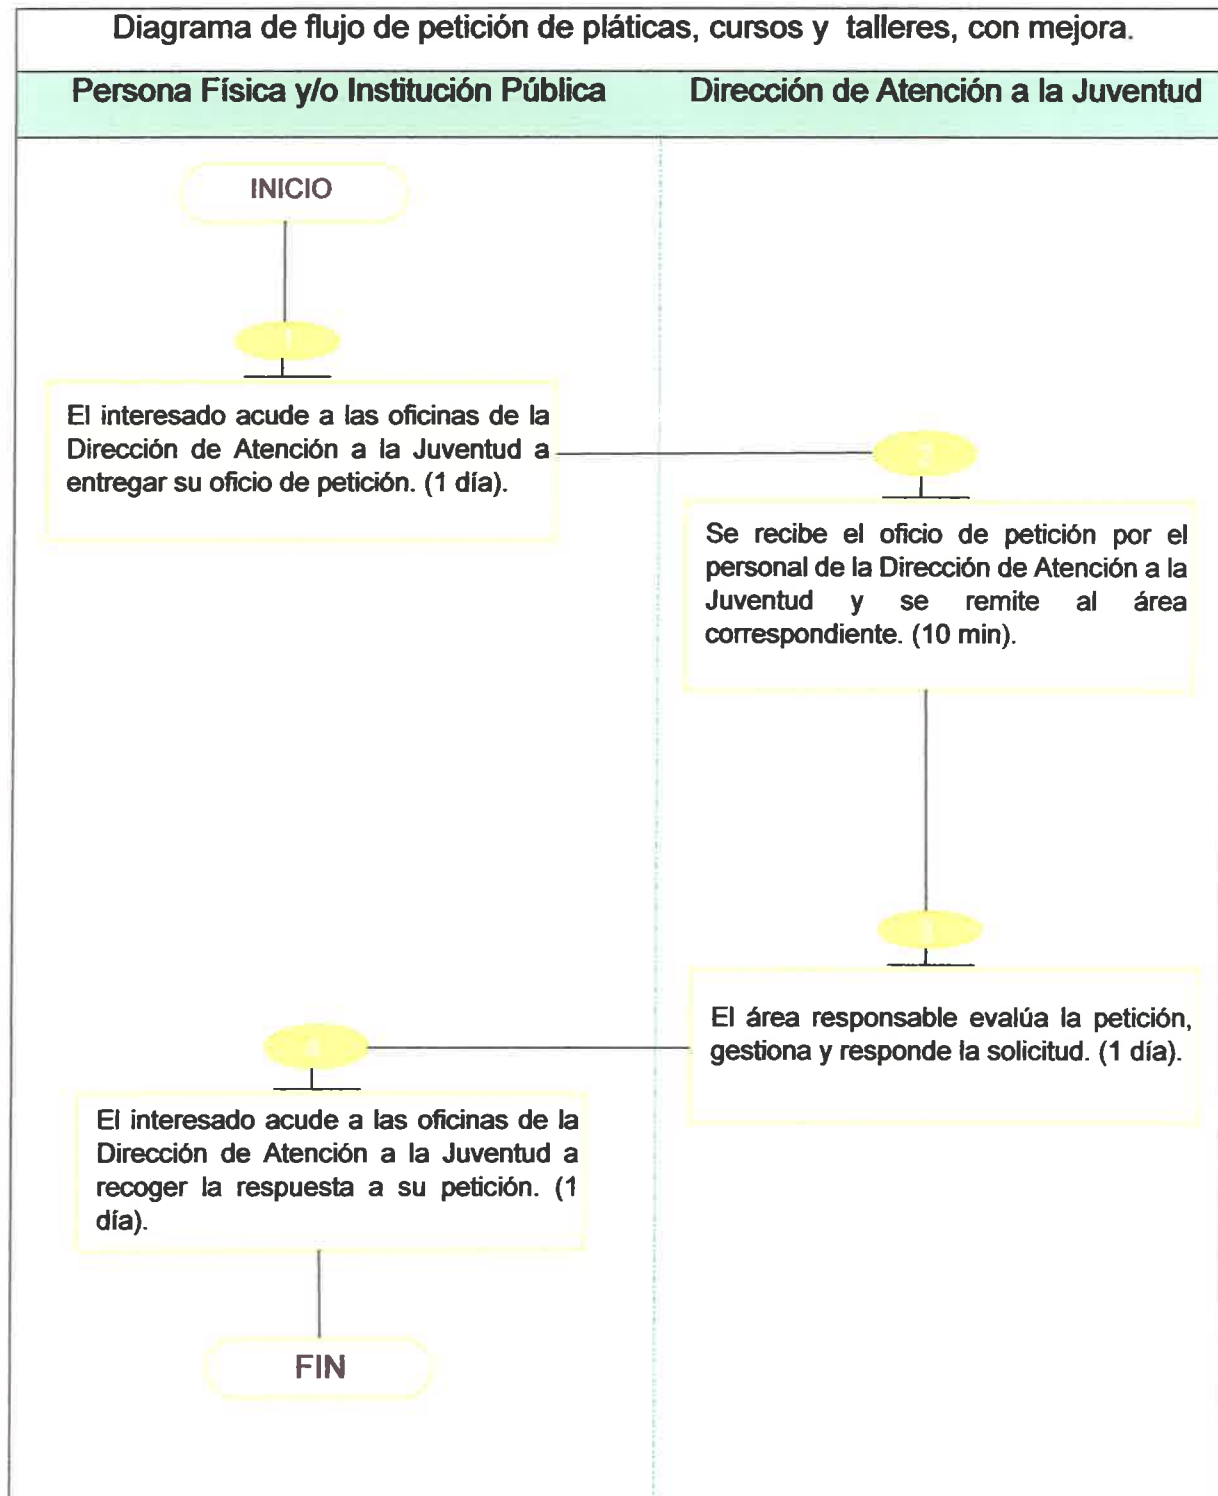 Diagrama de flujo de petición de pláticas, cursos y talleres, con mejora.
Persona Física y/o Institución Pública
Dirección de Atención a la Juventud
INICIO
1
El interesado acude a las oficinas de la
Dirección de Atención a la Juventud a
entregar su oficio de petición. (1 día).
2
Se recibe el oficio de petición por el
personal de la Dirección de Atención a la
Juventud y se remite al área
correspondiente. (10 min).
3
El área responsable evalúa la petición,
gestiona y responde la solicitud. (1 día).
4
El interesado acude a las oficinas de la
Dirección de Atención a la Juventud a
recoger la respuesta a su petición. (1
día).
FIN